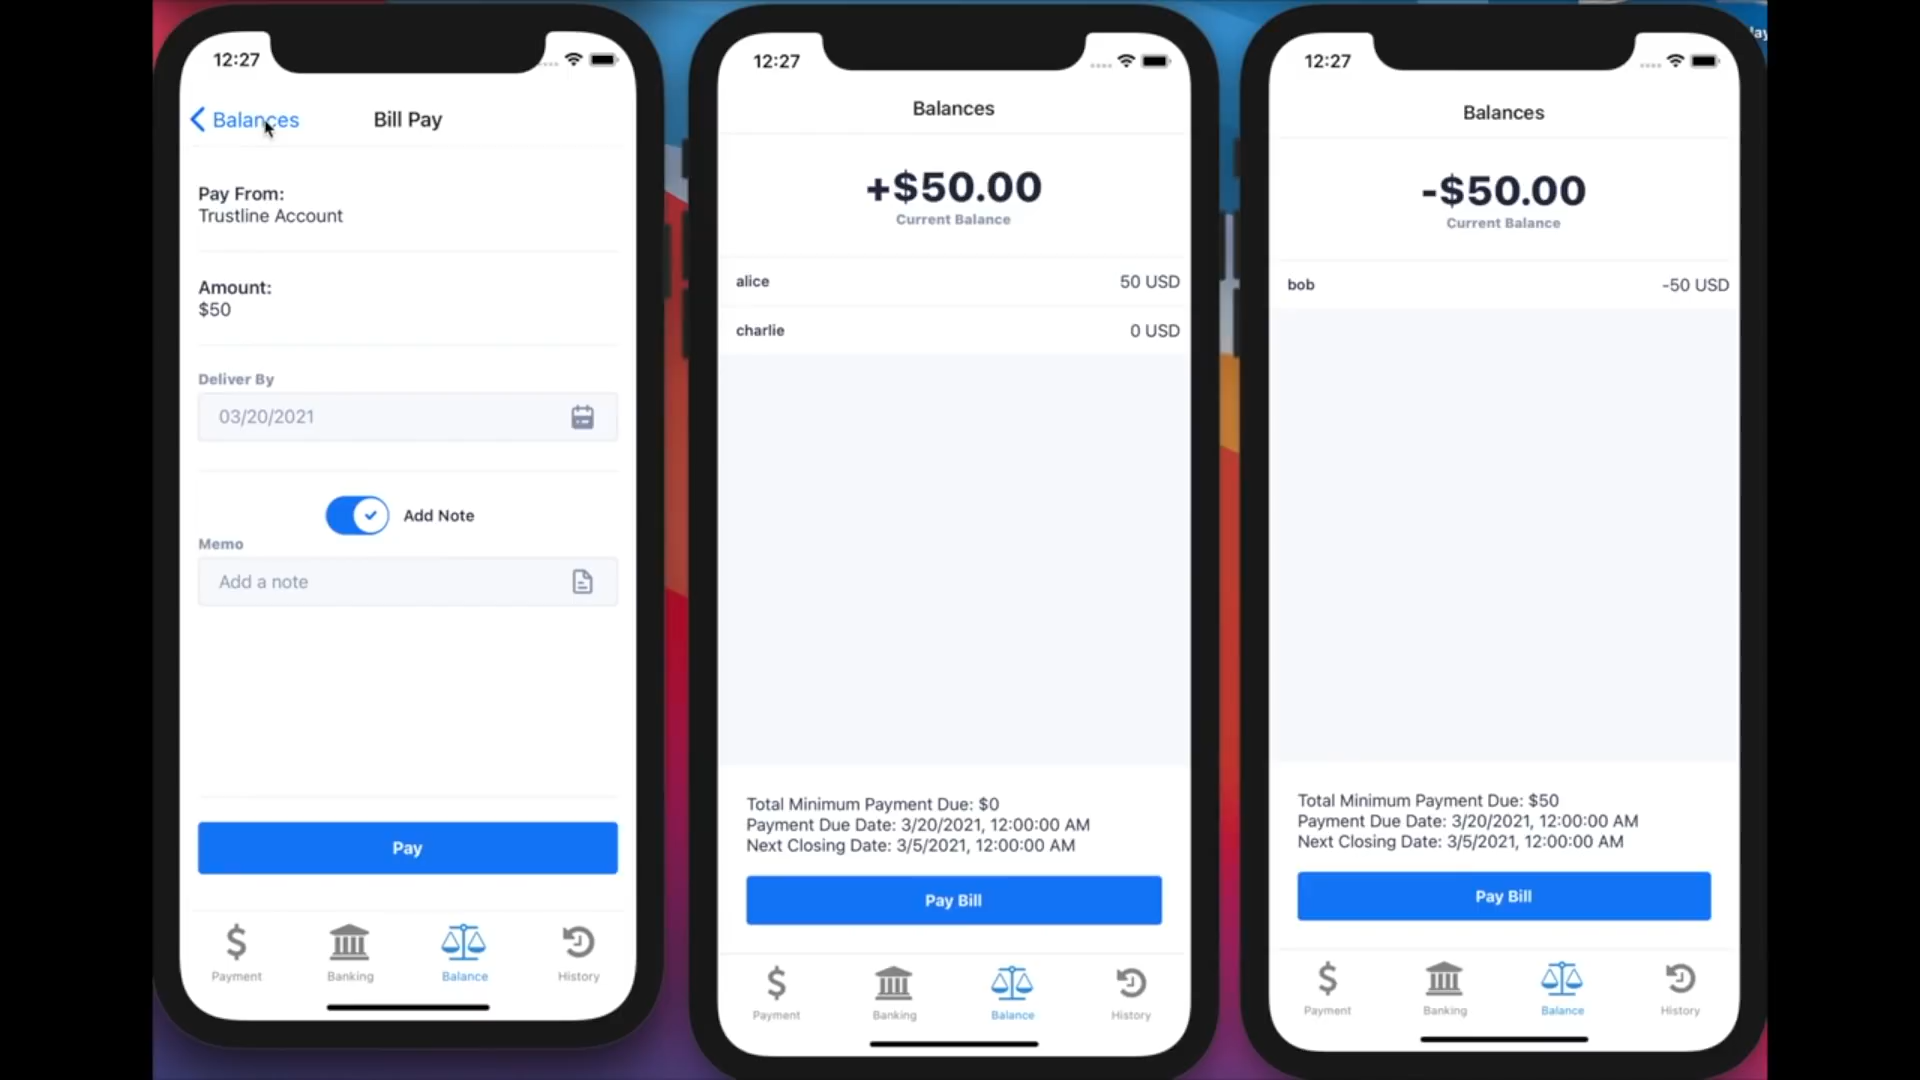 12:27
Balances
Bill Pay
Pay From:
Trustline Account
Amount:
$50
Deliver By
03/20/2021
Add Note
Memo
Add a note
Pay
Payment
Banking
Balance
History
12:27
Balances
+$50.00
Current Balance
alice
50 USD
charlie
0 USD
Total Minimum Payment Due: $0
Payment Due Date: 3/20/2021, 12:00:00 AM
Next Closing Date: 3/5/2021, 12:00:00 AM
Pay Bill
Payment
Banking
Balance
History
12:27
Balances
-$50.00
Current Balance
bob
-50 USD
Total Minimum Payment Due: $50
Payment Due Date: 3/20/2021, 12:00:00 AM
Next Closing Date: 3/5/2021, 12:00:00 AM
Pay Bill
Payment
Banking
Balance
History